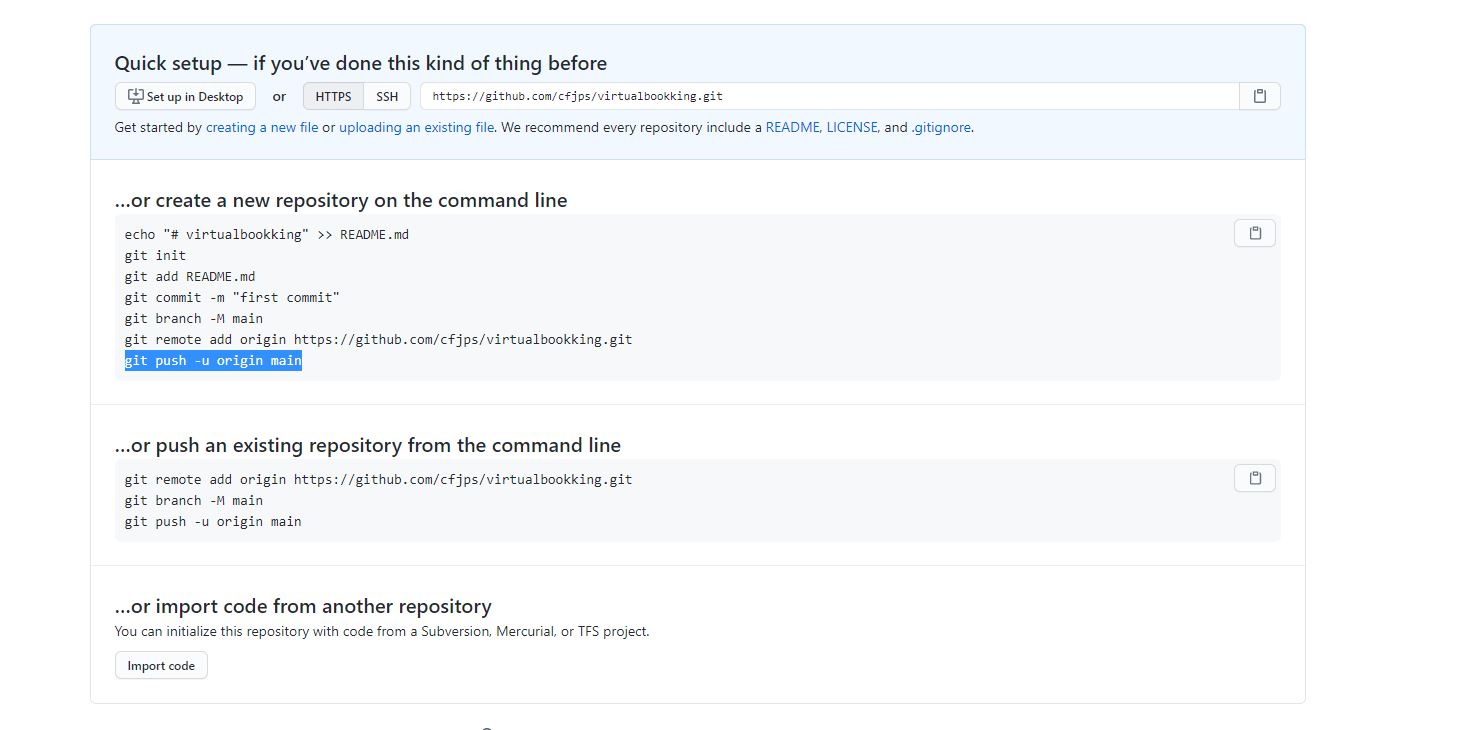 Quick setup — if you’ve done this kind of thing before
Set up in Desktop or HTTPS SSH https://github.com/cfjps/virtualbookking.git
Get started by creating a new file or uploading an existing file. We recommend every repository include a README, LICENSE, and .gitignore.
…or create a new repository on the command line
echo "# virtualbookking" >> README.md
git init
git add README.md
git commit -m "first commit"
git branch -M main
git remote add origin https://github.com/cfjps/virtualbookking.git
git push -u origin main
…or push an existing repository from the command line
git remote add origin https://github.com/cfjps/virtualbookking.git
git branch -M main
git push -u origin main
…or import code from another repository
You can initialize this repository with code from a Subversion, Mercurial, or TFS project.
Import code